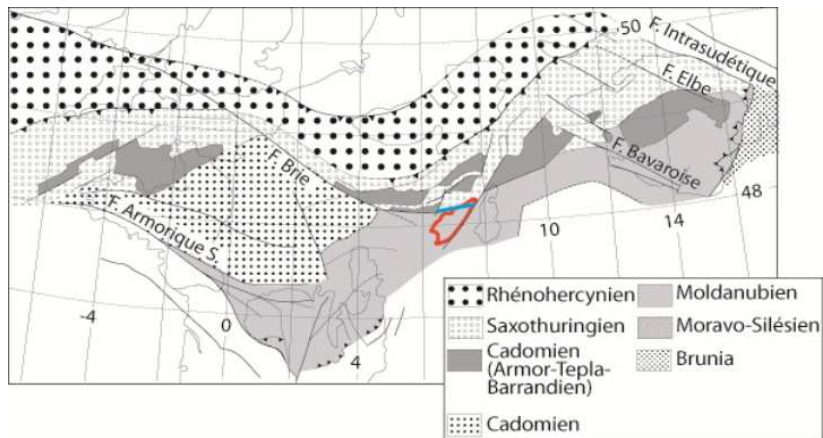 50
F. Intrasudétique
F. Elbe
F. Brie
F. Bavaroise
48
F. Armorique S.
14
10
-4
0
4
Rhénohercynien
Moldanubien
Saxothuringien
Moravo-Silésien
Cadomien
(Armor-Tepla-
Barrandien)
Brunia
Cadomien